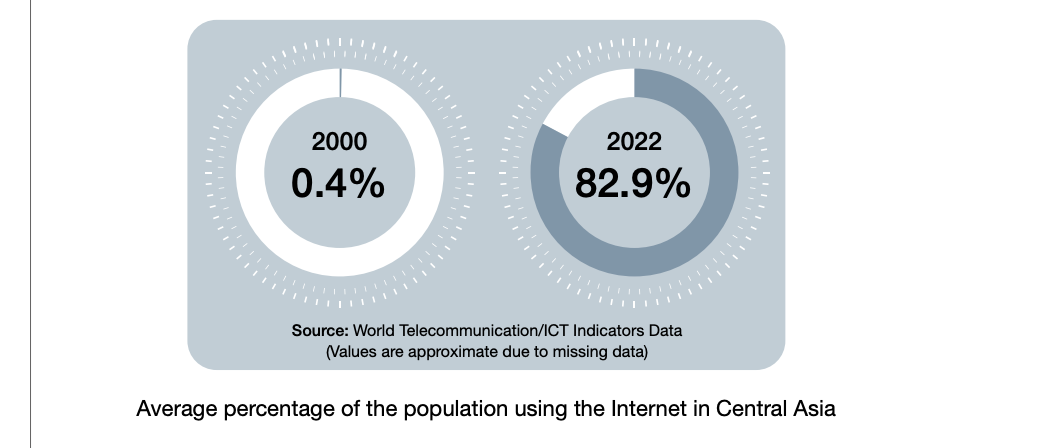 2000
0.4%
2022
82.9%
Source: World Telecommunication/ICT Indicators Data
(Values are approximate due to missing data)
Average percentage of the population using the Internet in Central Asia